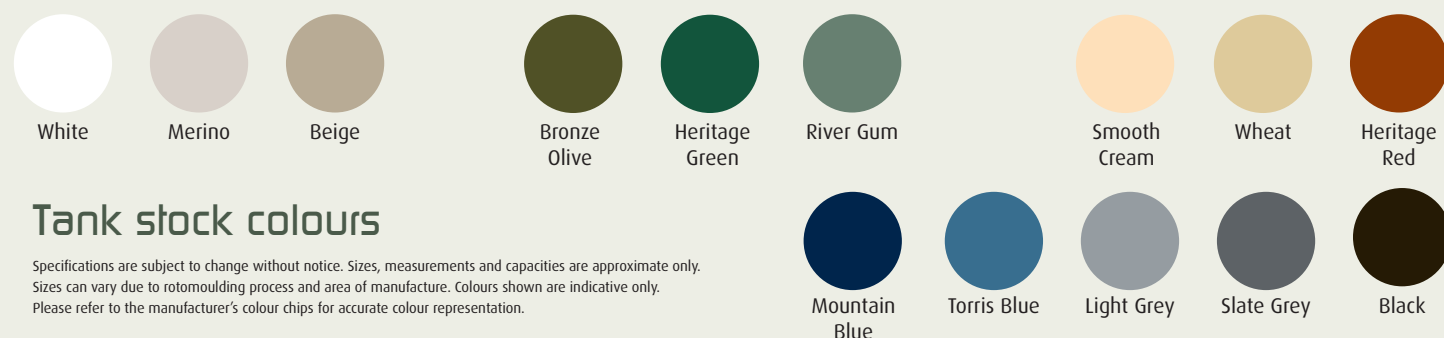 White Merino Beige Bronze Olive Heritage Green River Gum Smooth Cream Wheat Heritage Red
Tank stock colours
Specifications are subject to change without notice. Sizes, measurements and capacities are approximate only.
Sizes can vary due to rotomoulding process and area of manufacture. Colours shown are indicative only.
Please refer to the manufacturer's colour chips for accurate colour representation.
Mountain Blue Torris Blue Light Grey Slate Grey Black